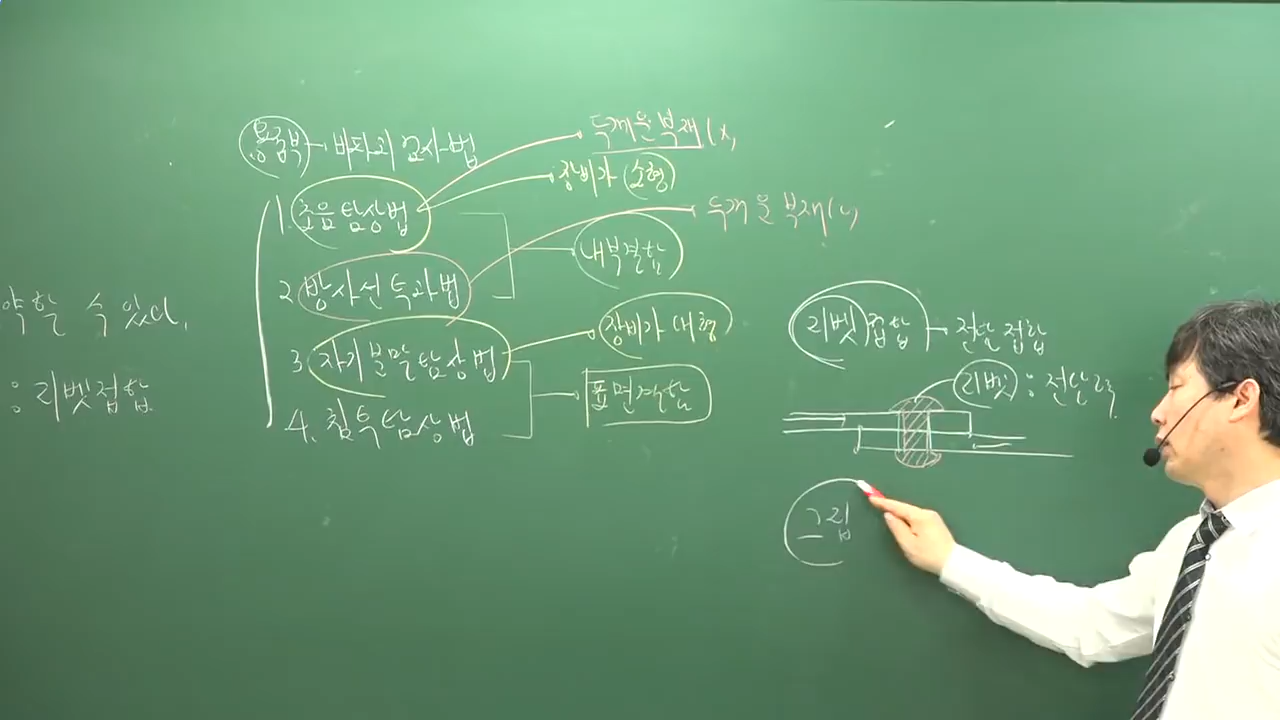 약할 수 있다.
: 리벳접합
용접부 → 비파괴 검사법
1. 초음파탐상법
2. 방사선 투과법
3. 자기분말탐상법
4. 침투탐상법
두꺼운 부재(x)
장비가 소형
두꺼운 부재(
내부결함
장비가 대형
표면결함
리벳접합 → 전단 접합
리벳 : 전단력
그립